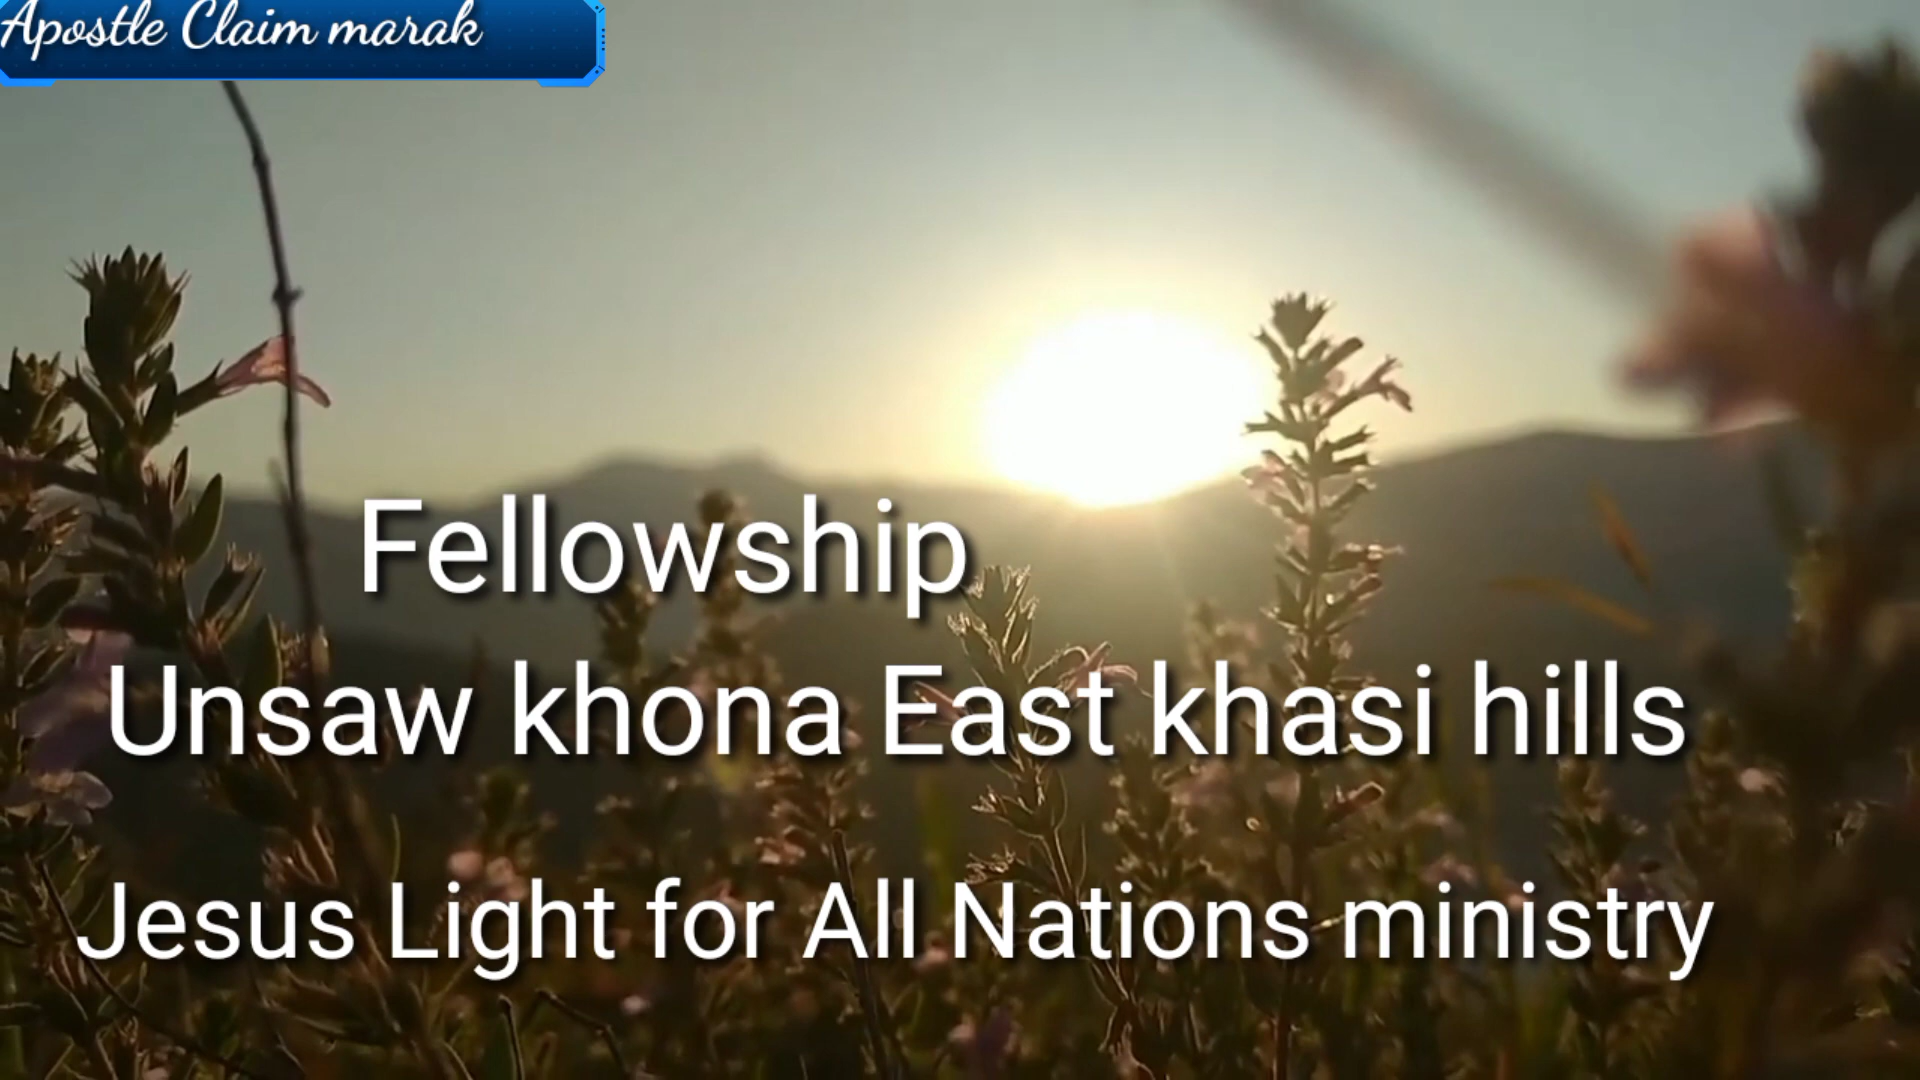 Apostle Claim marak
Fellowship
Unsaw khona East khasi hills
Jesus Light for All Nations ministry